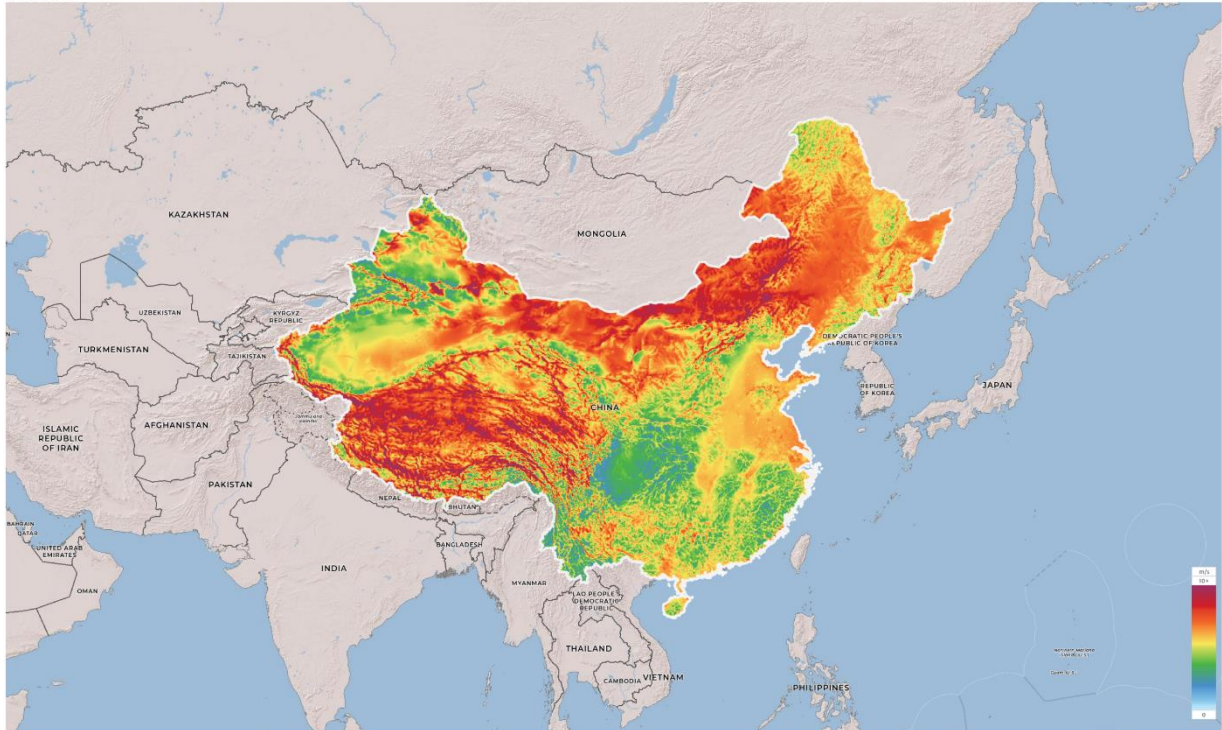 KAZAKHSTAN
MONGOLIA
UZBEKISTAN
KYRGYZ
REPUBLIC
TURKMENISTAN
TAJIKISTAN
DEMOCRATIC PEOPLE'S
REPUBLIC OF KOREA
REPUBLIC
OF KOREA
JAPAN
CHINA
AFGHANISTAN
ISLAMIC
REPUBLIC
OF IRAN
PAKISTAN
NEPAL
BHUTAN
BAHRAIN
QATAR
UNITED ARAB
EMIRATES
OMAN
BANGLADESH
INDIA
MYANMAR
LAO PEOPLE'S
DEMOCRATIC
REPUBLIC
THAILAND
CAMBODIA
VIETNAM
PHILIPPINES
m/s
10+
0